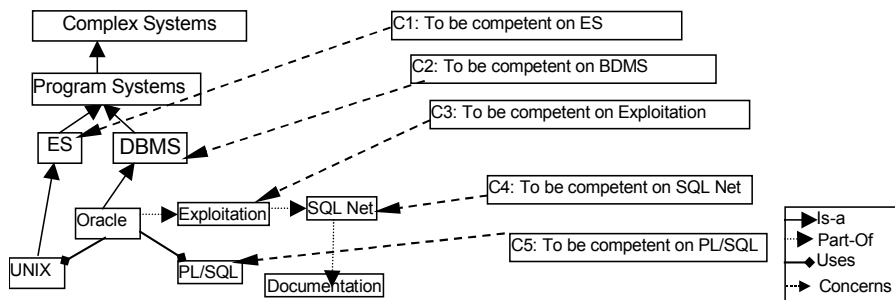 Complex Systems
C1: To be competent on ES
C2: To be competent on BDMS
Program Systems
C3: To be competent on Exploitation
ES
DBMS
C4: To be competent on SQL Net
Oracle
Exploitation
SQL Net
Is-a
Part-Of
C5: To be competent on PL/SQL
Uses
UNIX
PL/SQL
Documentation
Concerns